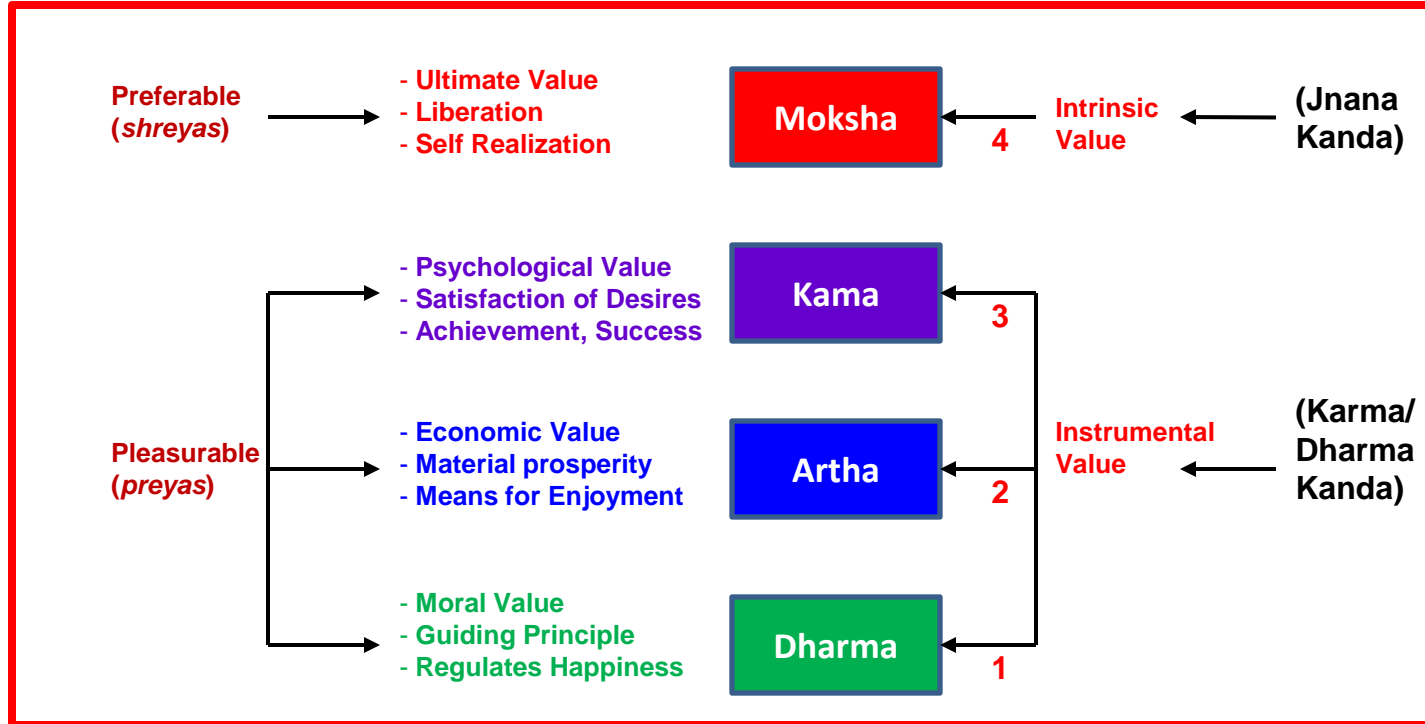 Preferable
(shreyas)
- Ultimate Value
- Liberation
- Self Realization
Moksha
4
Intrinsic
Value
(Jnana
Kanda)
- Psychological Value
- Satisfaction of Desires
- Achievement, Success
Kama
3
Pleasurable
(preyas)
- Economic Value
- Material prosperity
- Means for Enjoyment
Artha
2
Instrumental
Value
(Karma/
Dharma
Kanda)
- Moral Value
- Guiding Principle
- Regulates Happiness
Dharma
1